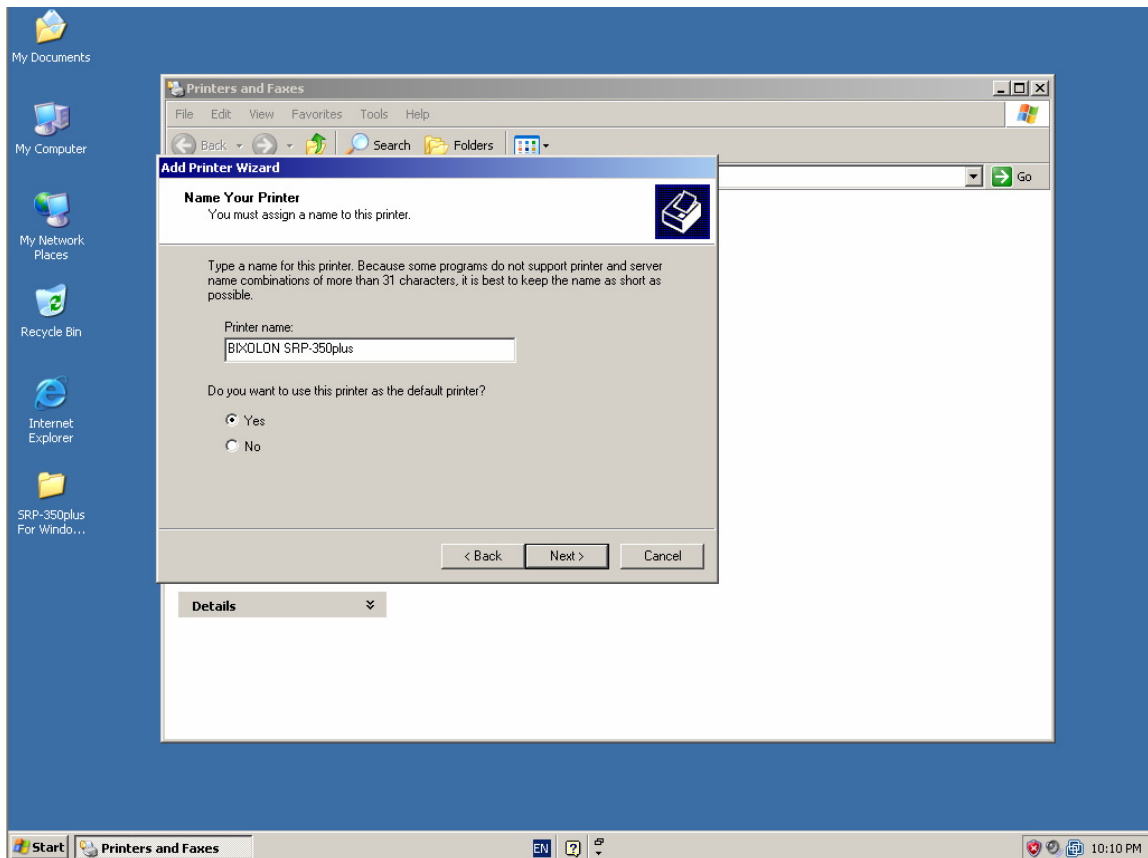 My Documents
My Computer
My Network
Places
Recycle Bin
Internet
Explorer
SRP-350plus
For Windo...
Printers and Faxes
File Edit View Favorites Tools Help
Back Search Folders
Go
Add Printer Wizard
Name Your Printer
You must assign a name to this printer.
Type a name for this printer. Because some programs do not support printer and server
name combinations of more than 31 characters, it is best to keep the name as short as
possible.
Printer name:
BIXOLON SRP-350plus
Do you want to use this printer as the default printer?
Yes
No
< Back Next > Cancel
Details
Start Printers and Faxes EN 10:10 PM